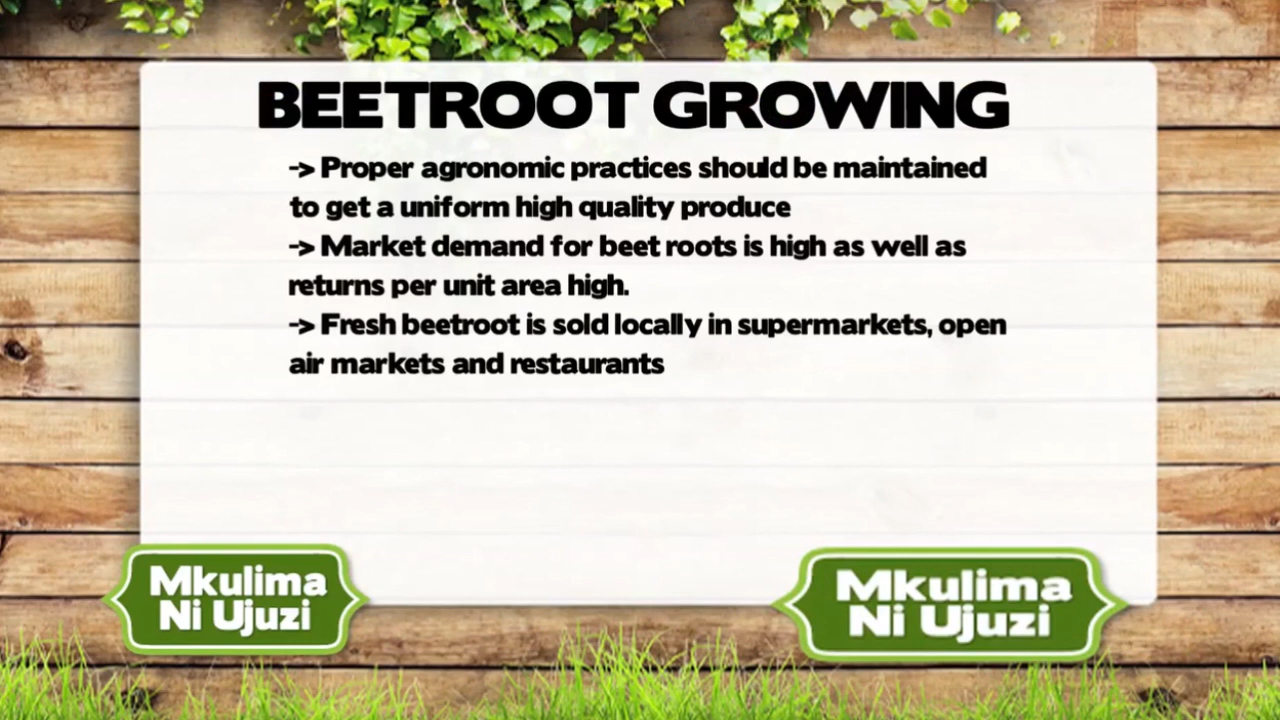 BEETROOT GROWING
-> Proper agronomic practices should be maintained
to get a uniform high quality produce
-> Market demand for beet roots is high as well as
returns per unit area high.
-> Fresh beetroot is sold locally in supermarkets, open
air markets and restaurants
Mkulima
Ni Ujuzi
Mkulima
Ni Ujuzi